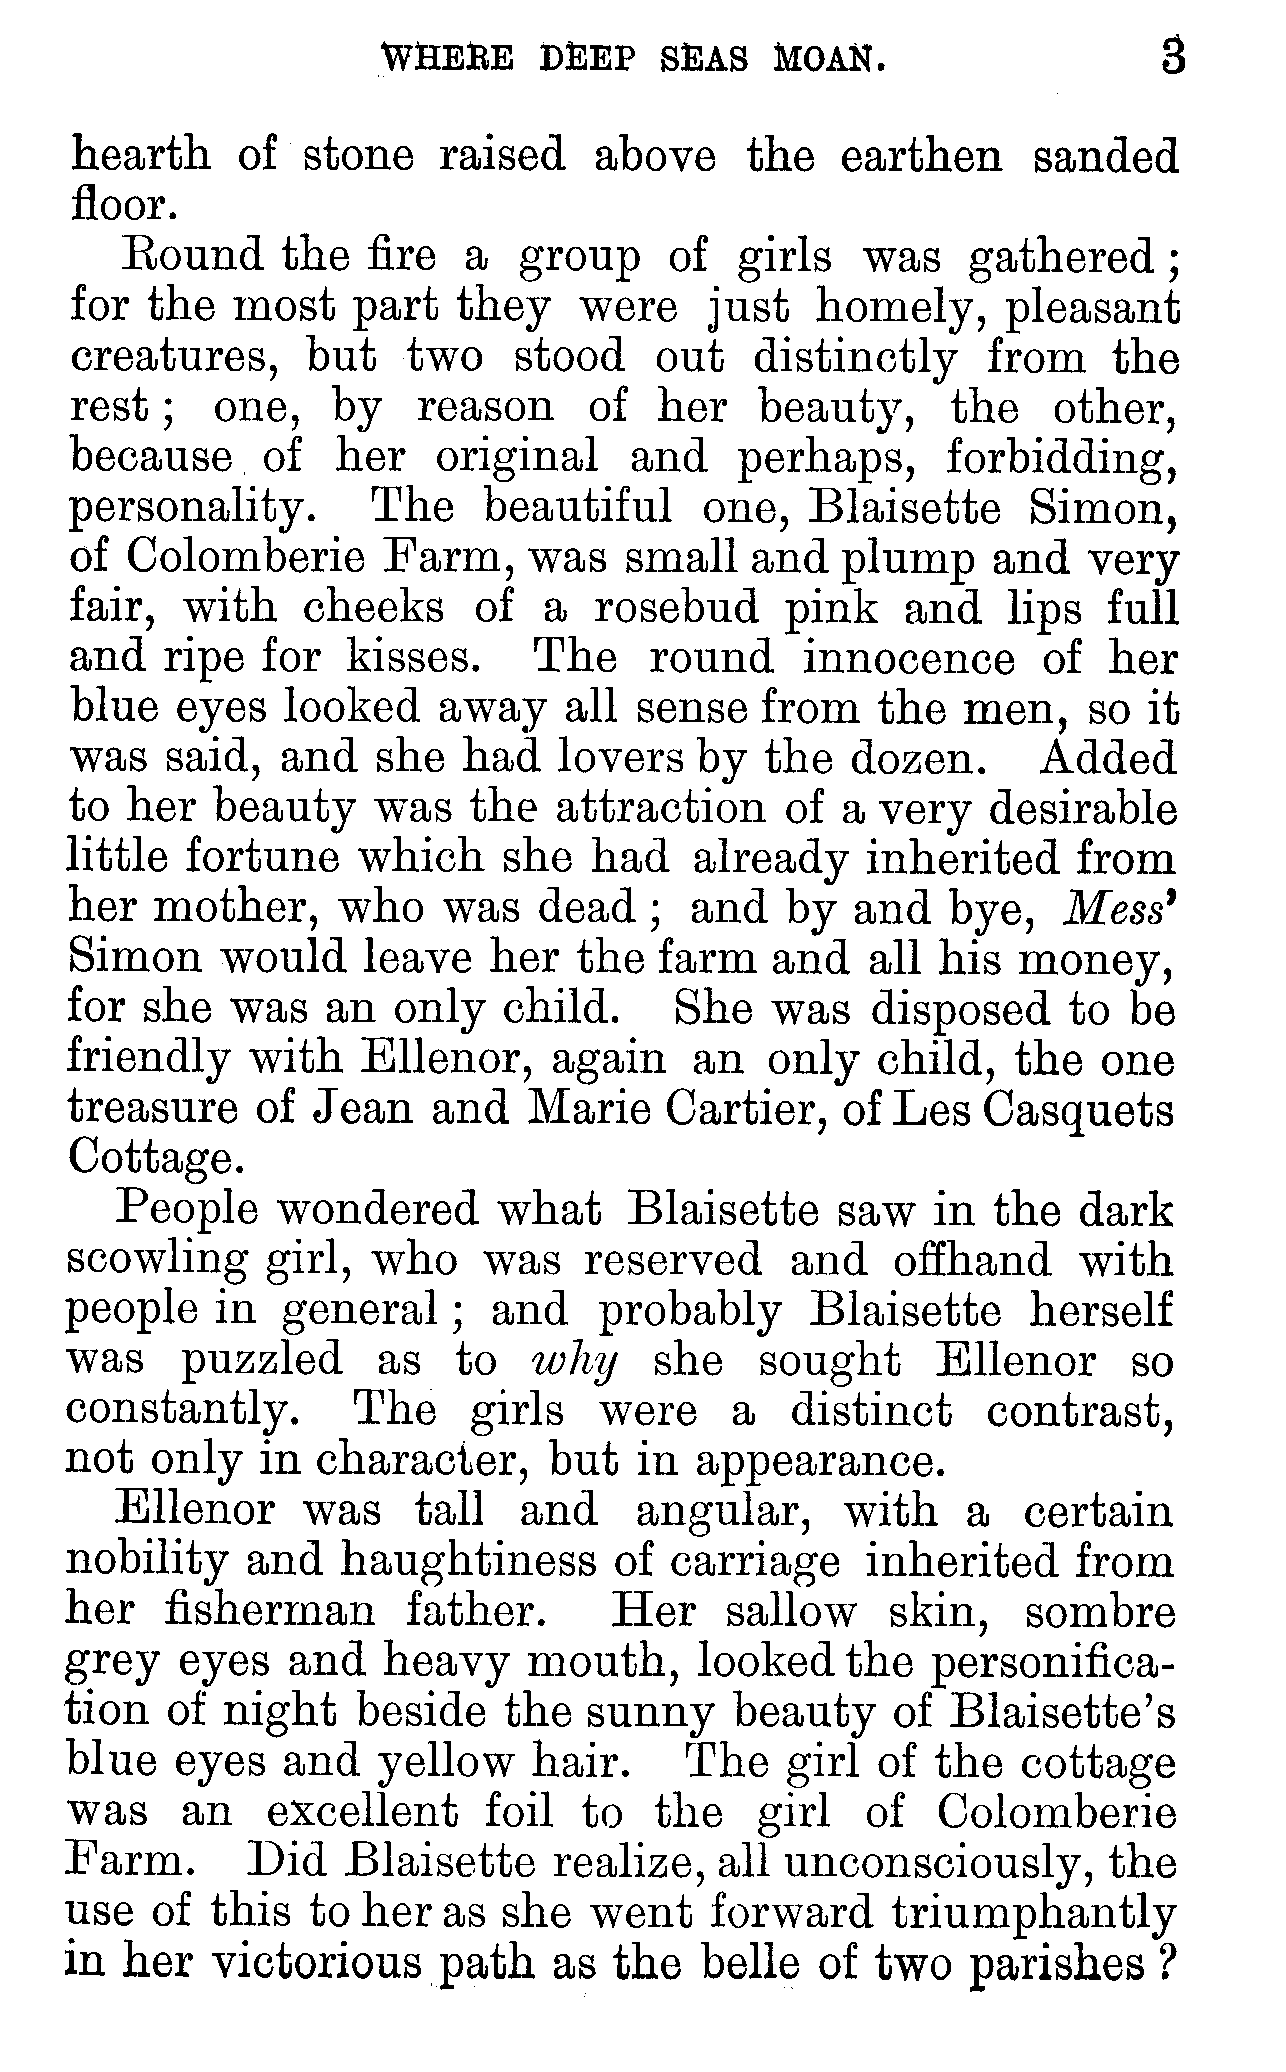 WHERE DEEP SEAS MOAN. 3
hearth of stone raised above the earthen sanded
floor.
Round the fire a group of girls was gathered ;
for the most part they were just homely, pleasant
creatures, but two stood out distinctly from the
rest ; one, by reason of her beauty, the other,
because of her original and perhaps, forbidding,
personality. The beautiful one, Blaisette Simon,
of Colomberie Farm, was small and plump and very
fair, with cheeks of a rosebud pink and lips full
and ripe for kisses. The round innocence of her
blue eyes looked away all sense from the men, so it
was said, and she had lovers by the dozen. Added
to her beauty was the attraction of a very desirable
little fortune which she had already inherited from
her mother, who was dead ; and by and bye, Mess'
Simon would leave her the farm and all his money,
for she was an only child. She was disposed to be
friendly with Ellenor, again an only child, the one
treasure of Jean and Marie Cartier, of Les Casquets
Cottage.
People wondered what Blaisette saw in the dark
scowling girl, who was reserved and offhand with
people in general ; and probably Blaisette herself
was puzzled as to why she sought Ellenor so
constantly. The girls were a distinct contrast,
not only in character, but in appearance.
Ellenor was tall and angular, with a certain
nobility and haughtiness of carriage inherited from
her fisherman father. Her sallow skin, sombre
grey eyes and heavy mouth, looked the personifica-
tion of night beside the sunny beauty of Blaisette's
blue eyes and yellow hair. The girl of the cottage
was an excellent foil to the girl of Colomberie
Farm. Did Blaisette realize, all unconsciously, the
use of this to her as she went forward triumphantly
in her victorious path as the belle of two parishes ?